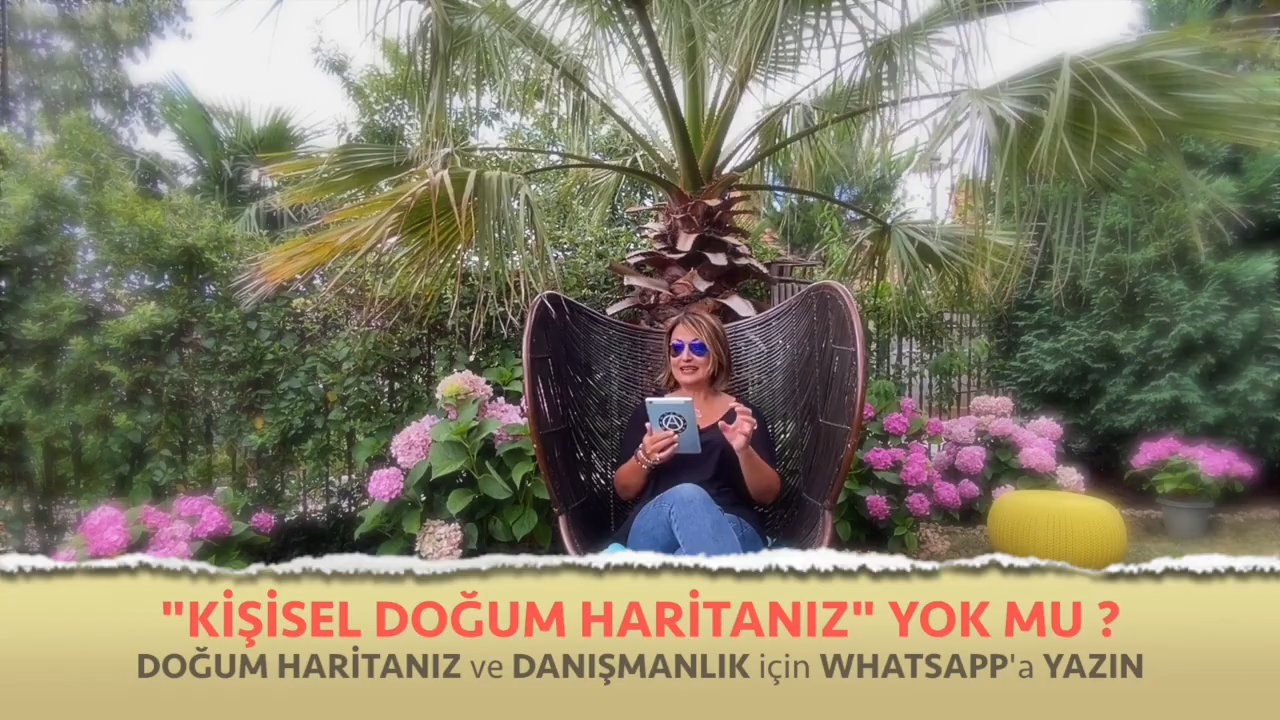 "KİŞİSEL DOĞUM HARİTANIZ" YOK MU ?
DOĞUM HARİTANIZ ve DANIŞMANLIK için WHATSAPP'a YAZIN